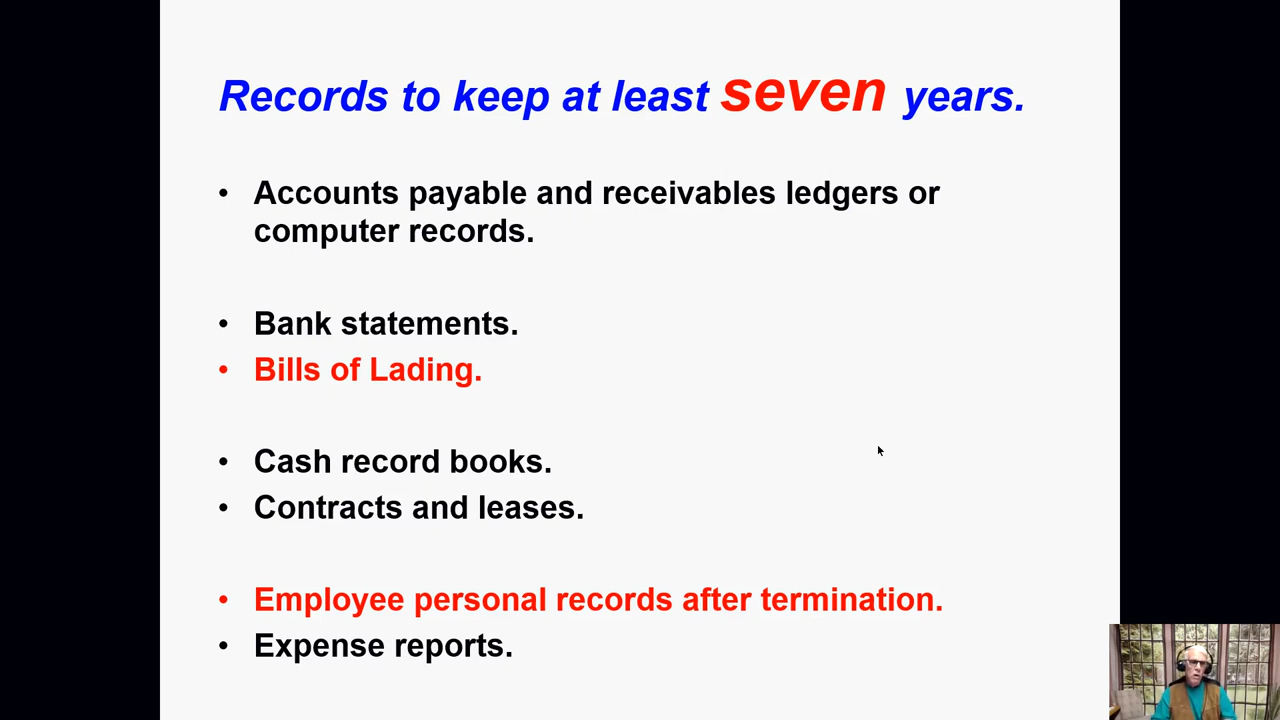 Records to keep at least seven years.
• Accounts payable and receivables ledgers or
computer records.
• Bank statements.
• Bills of Lading.
• Cash record books.
• Contracts and leases.
• Employee personal records after termination.
• Expense reports.